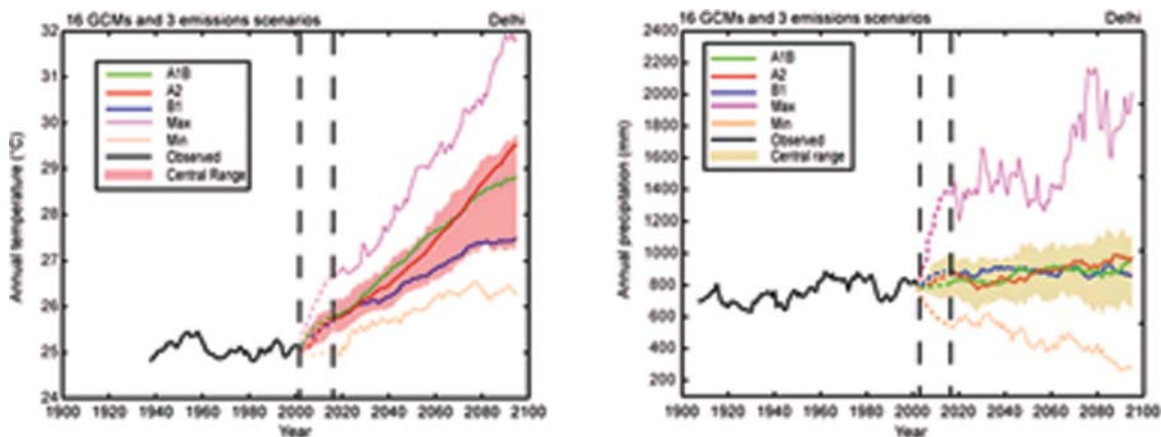 16 GCMs and 3 emissions scenarios Delhi
32
31
30
29
28
27
26
25
24
Annual temperature (°C)
A1B
A2
B1
Max
Min
Observed
Central Range
1900 1920 1940 1960 1980 2000 2020 2040 2060 2080 2100
Year
16 GCMs and 3 emissions scenarios Delhi
2400
2200
2000
1800
1600
1400
1200
1000
800
600
400
200
Annual precipitation (mm)
A1B
A2
B1
Max
Min
Observed
Central range
1900 1920 1940 1960 1980 2000 2020 2040 2060 2080 2100
Year